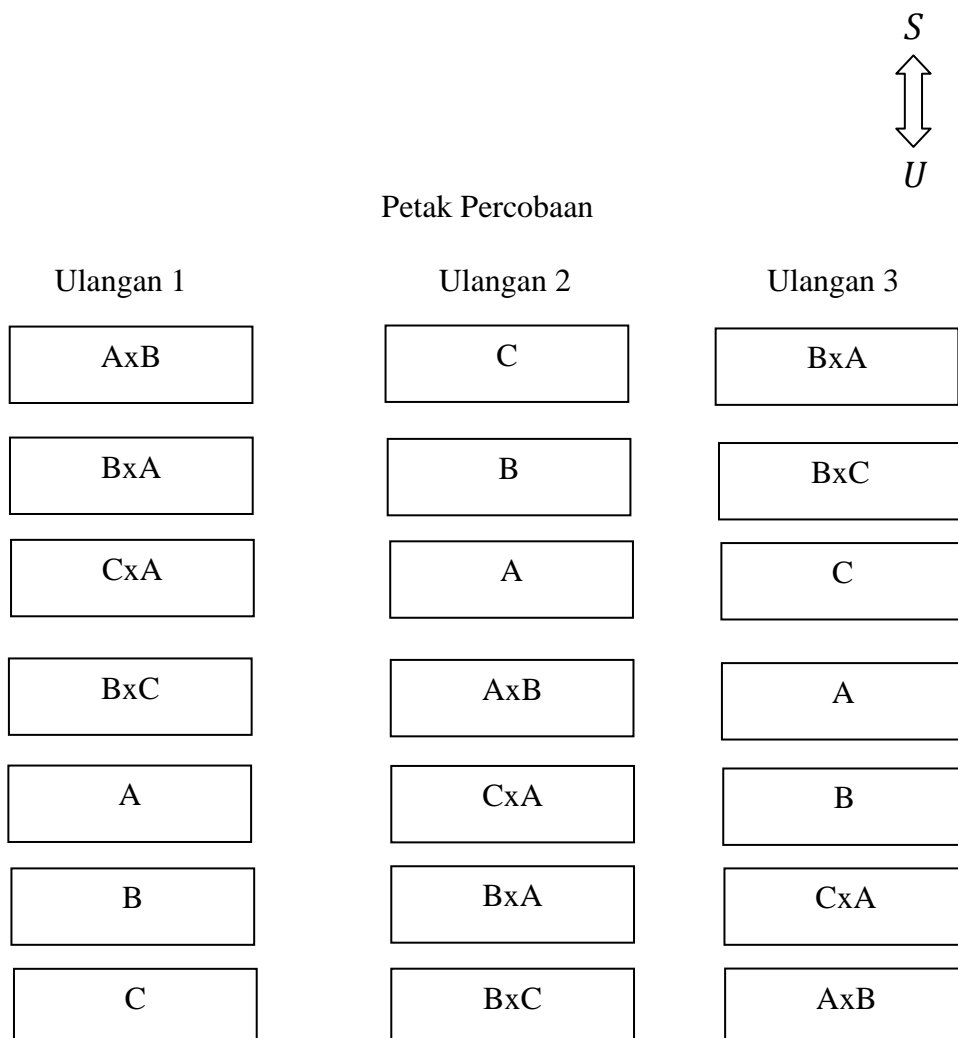 S
U
Petak Percobaan
Ulangan 1 Ulangan 2 Ulangan 3
AxB C BxA
BxA B BxC
CxA A C
BxC AxB A
A CxA B
B BxA CxA
C BxC AxB